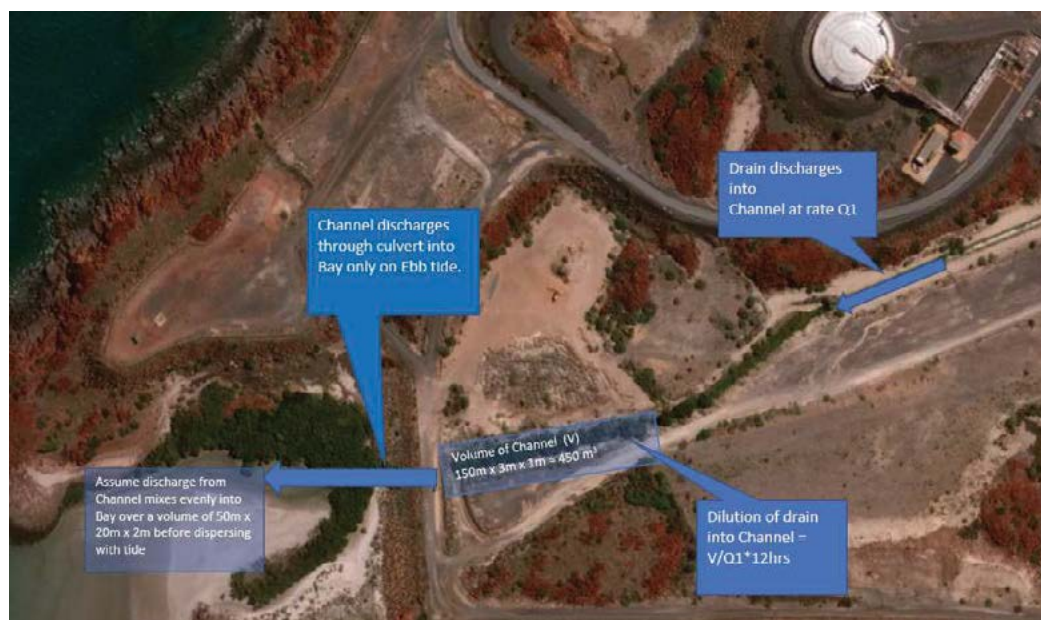 Drain discharges
into
Channel at rate Q1
Channel discharges
through culvert into
Bay only on Ebb tide.
Volume of Channel (V)
150m x 3m x 1m = 450 m³
Assume discharge from
Channel mixes evenly into
Bay over a volume of 50m x
20m x 2m before dispersing
with tide
Dilution of drain
into Channel =
V/Q1*12hrs